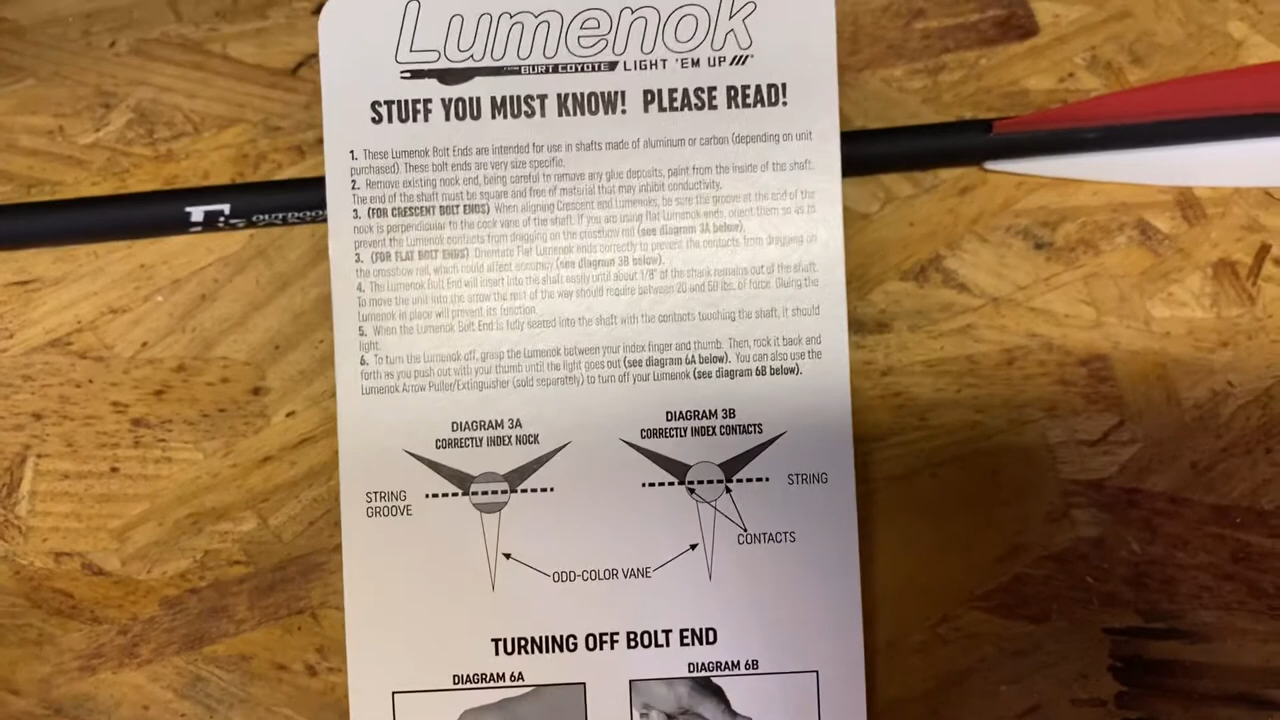 Lumenok
BURT COYOTE LIGHT 'EM UP ///
STUFF YOU MUST KNOW! PLEASE READ!
1. These Lumenok Bolt Ends are intended for use in shafts made of aluminum or carbon (depending on unit
purchased). These bolt ends are very size specific.
2. Remove existing nock end, being careful to remove any glue deposits, paint from the inside of the shaft.
The end of the shaft must be square and free of material that may inhibit conductivity.
3. (FOR CRESCENT BOLT ENDS) When aligning Crescent end Lumenoks, be sure the groove at the end of the
nock is perpendicular to the cock vane of the shaft. If you are using flat Lumenok ends, orient them so as to
prevent the Lumenok contacts from dragging on the crossbow rail (see diagram 3A below).
3. (FOR FLAT BOLT ENDS) Orientate Flat Lumenok ends correctly to prevent the contacts from dragging on
the crossbow rail, which could affect accuracy (see diagram 3B below).
4. The Lumenok Bolt End will insert into the shaft easily until about 1/8" of the shank remains out of the shaft.
To move the unit into the arrow the rest of the way should require between 20 and 50 lbs. of force. Gluing the
Lumenok in place will prevent its function.
5. When the Lumenok Bolt End is fully seated into the shaft with the contacts touching the shaft, it should
light.
6. To turn the Lumenok off, grasp the Lumenok between your index finger and thumb. Then, rock it back and
forth as you push out with your thumb until the light goes out (see diagram 6A below). You can also use the
Lumenok Arrow Puller/Extinguisher (sold separately) to turn off your Lumenok (see diagram 6B below).
DIAGRAM 3A
CORRECTLY INDEX NOCK
DIAGRAM 3B
CORRECTLY INDEX CONTACTS
STRING
GROOVE
STRING
CONTACTS
ODD-COLOR VANE
TURNING OFF BOLT END
DIAGRAM 6A
DIAGRAM 6B
OUTDOOR